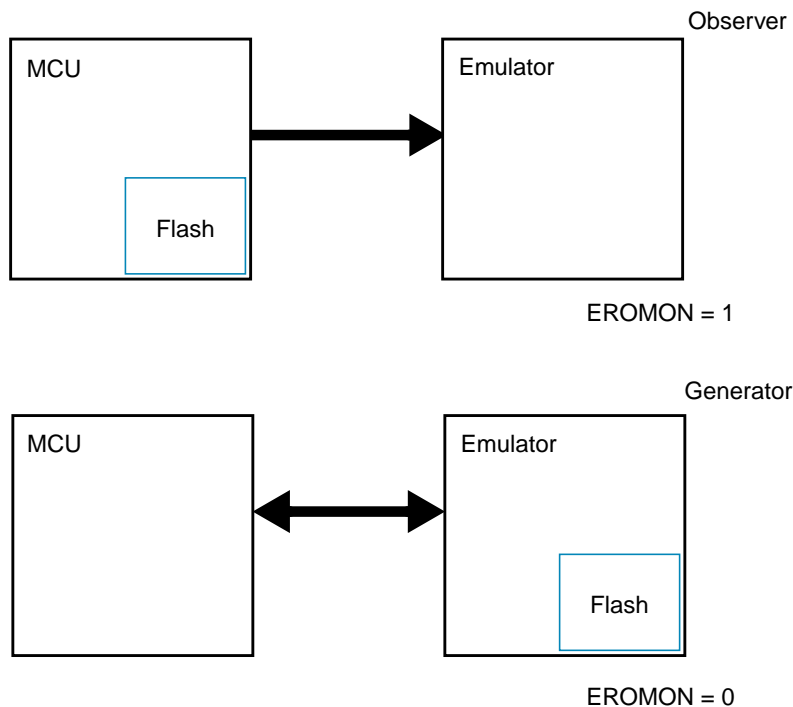 Observer
MCU
Emulator
Flash
EROMON = 1
Generator
MCU
Emulator
Flash
EROMON = 0